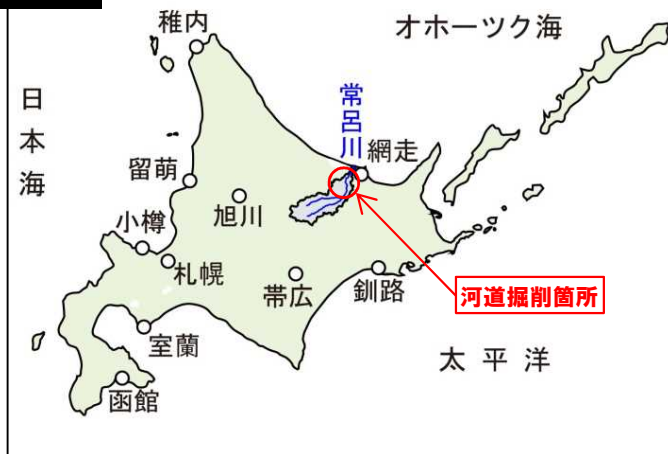 稚内
オホーツク海
日本海
常呂川
網走
留萌
旭川
小樽
札幌
帯広
釧路
河道掘削箇所
室蘭
太平洋
函館